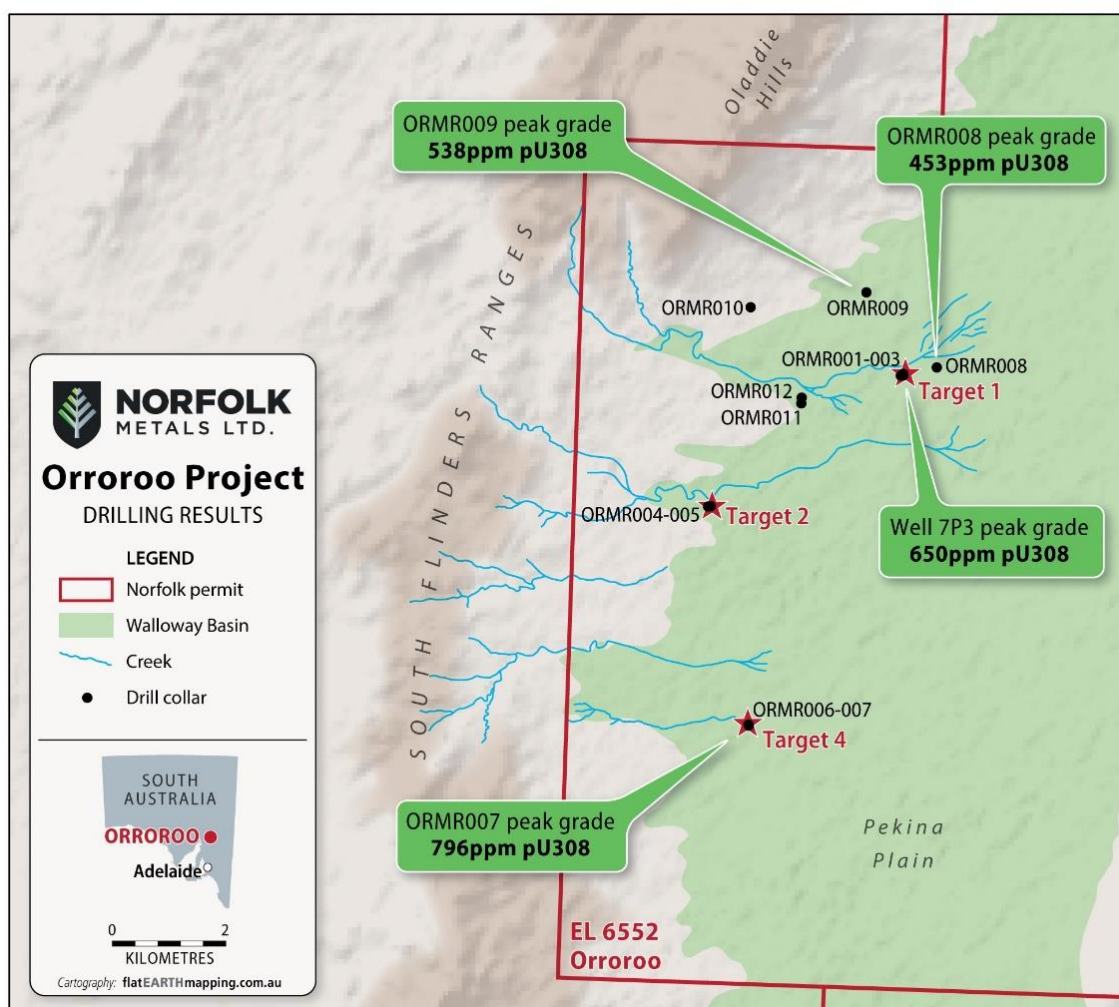 Oladdie
Hills
ORMR009 peak grade
538ppm pU308
ORMR008 peak grade
453ppm pU308
SOUTH FLINDERS RANGES
ORMR010
ORMR009
ORMR001-003
ORMR008
Target 1
ORMR012
ORMR011
ORMR004-005
Target 2
Well 7P3 peak grade
650ppm pU308
ORMR006-007
Target 4
ORMR007 peak grade
796ppm pU308
Pekina
Plain
EL 6552
Orroroo
NORFOLK
METALS LTD.
Orroroo Project
DRILLING RESULTS
LEGEND
Norfolk permit
Walloway Basin
Creek
Drill collar
SOUTH
AUSTRALIA
ORROROO
Adelaide
0 2
KILOMETRES
Cartography: flatEARTHmapping.com.au